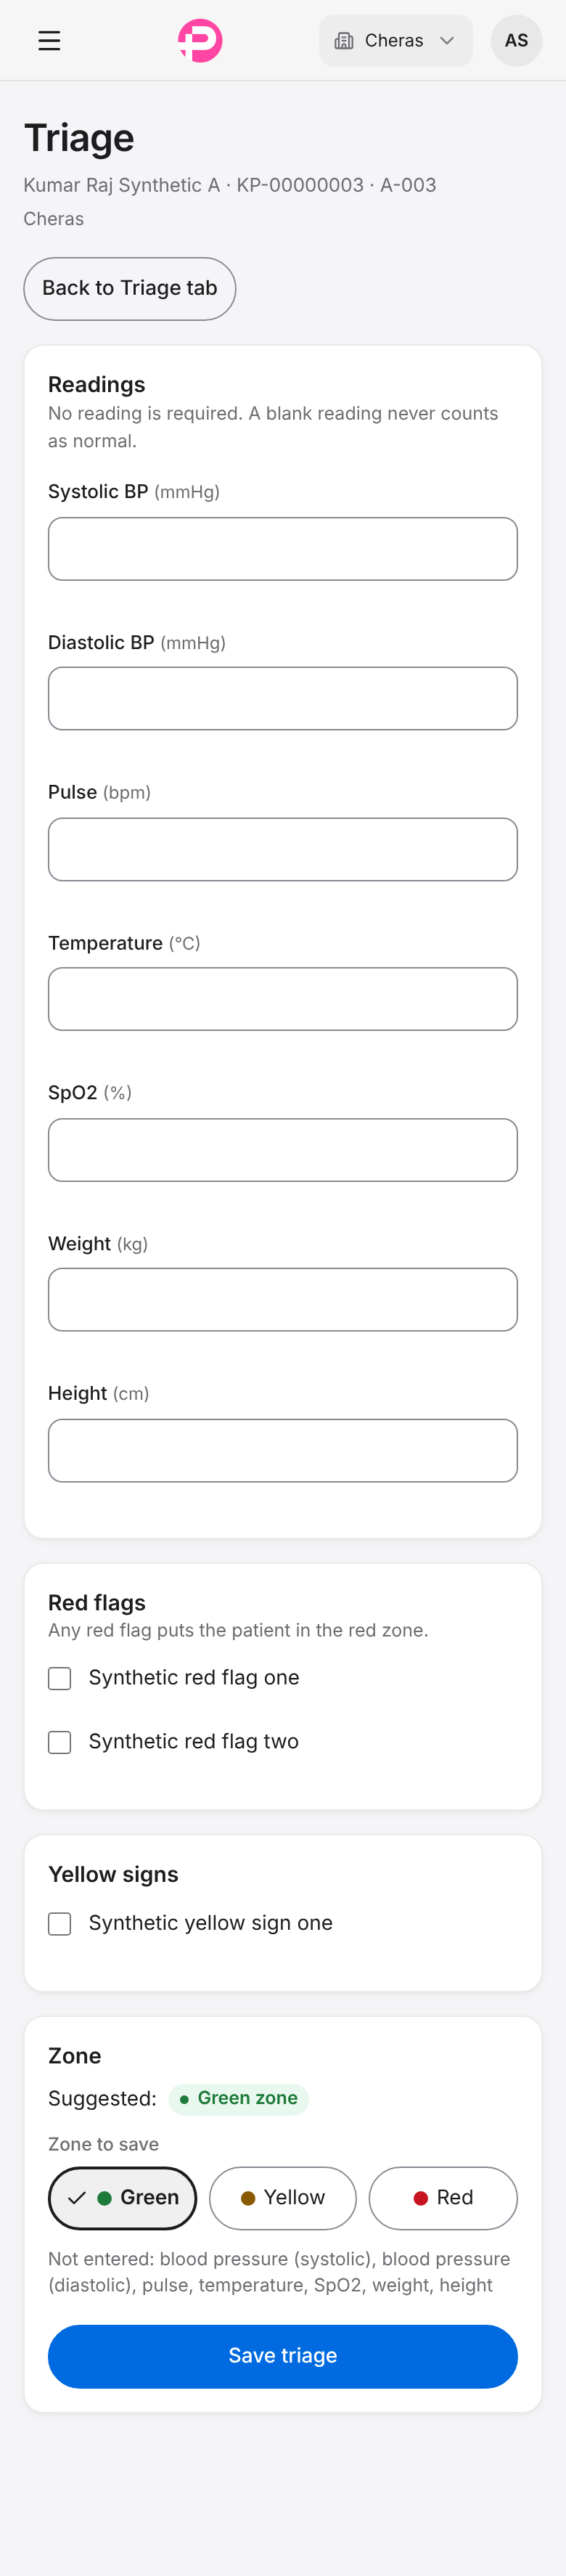 Cheras
AS
Triage
Kumar Raj Synthetic A · KP-00000003 · A-003
Cheras
Back to Triage tab
Readings
No reading is required. A blank reading never counts
as normal.
Systolic BP (mmHg)
Diastolic BP (mmHg)
Pulse (bpm)
Temperature (°C)
SpO2 (%)
Weight (kg)
Height (cm)
Red flags
Any red flag puts the patient in the red zone.
Synthetic red flag one
Synthetic red flag two
Yellow signs
Synthetic yellow sign one
Zone
Suggested: Green zone
Zone to save
Green Yellow Red
Not entered: blood pressure (systolic), blood pressure
(diastolic), pulse, temperature, SpO2, weight, height
Save triage